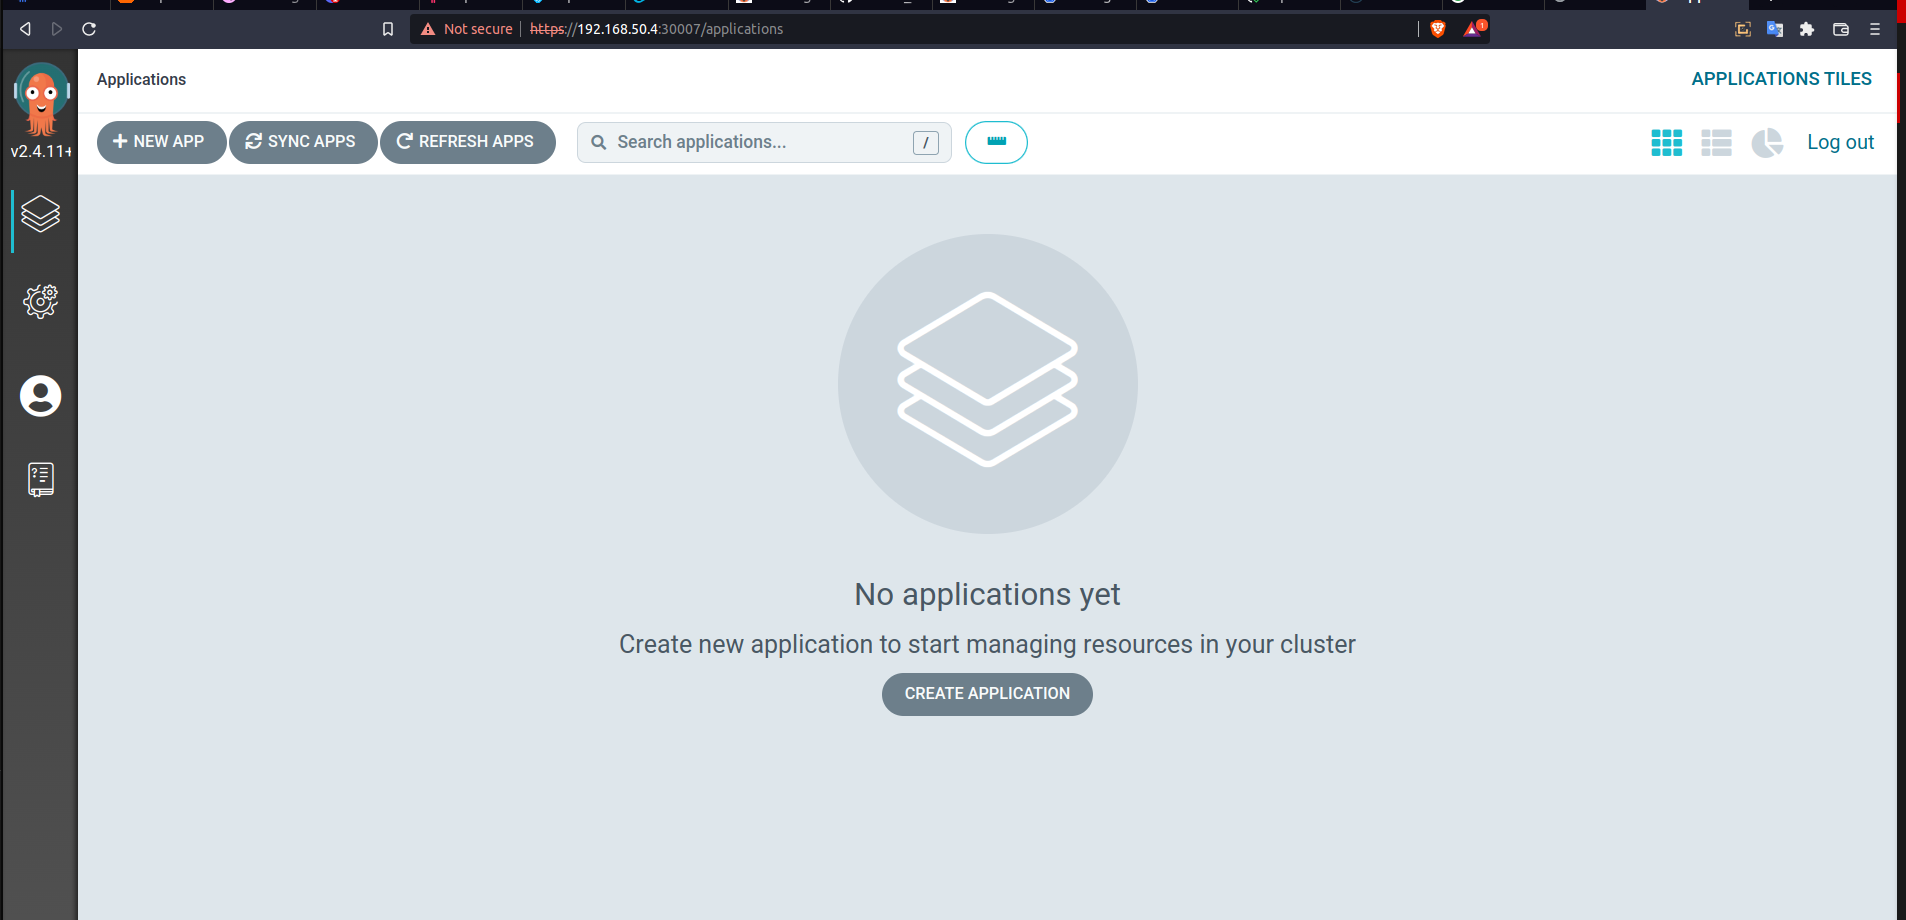 Not secure https://192.168.50.4:30007/applications
1
Applications
APPLICATIONS TILES
v2.4.11+
NEW APP SYNC APPS REFRESH APPS Search applications... / Log out
No applications yet
Create new application to start managing resources in your cluster
CREATE APPLICATION